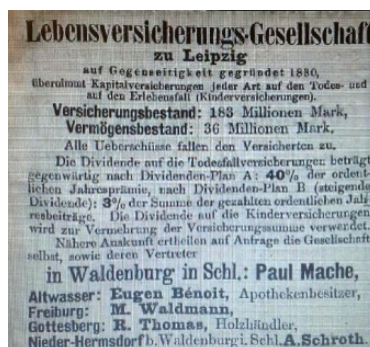 Lebensversicherungs-Gesellschaft
zu Leipzig
auf Gegenseitigkeit gegründet 1830,
übernimmt Kapitalversicherungen jeder Art auf den Todes- und
auf den Erlebensfall (Kinderversicherungen).
Versicherungsbestand: 183 Millionen Mark,
Vermögensbestand: 36 Millionen Mark.
Alle Ueberschüsse fallen den Versicherten zu.
Die Dividende auf die Todesfallversicherungen beträgt
gegenwärtig nach Dividenden-Plan A: 40% der ordent-
lichen Jahresprämie, nach Dividenden-Plan B (steigende
Dividende): 3% der Summe der gezahlten ordentlichen Jah-
resbeiträge. Die Dividende auf die Kinderversicherungen
wird zur Vermehrung der Versicherungssumme verwendet.
Nähere Auskunft ertheilen auf Anfrage die Gesellschaft
selbst, sowie deren Vertreter
in Waldenburg in Schl.: Paul Mache,
Altwasser: Eugen Bénoit, Apothekenbesitzer,
Freiburg: M. Waldmann,
Gottesberg: R. Thomas, Holzhändler,
Nieder-Hermsdorf b. Waldenburg i. Schl. A. Schroth.